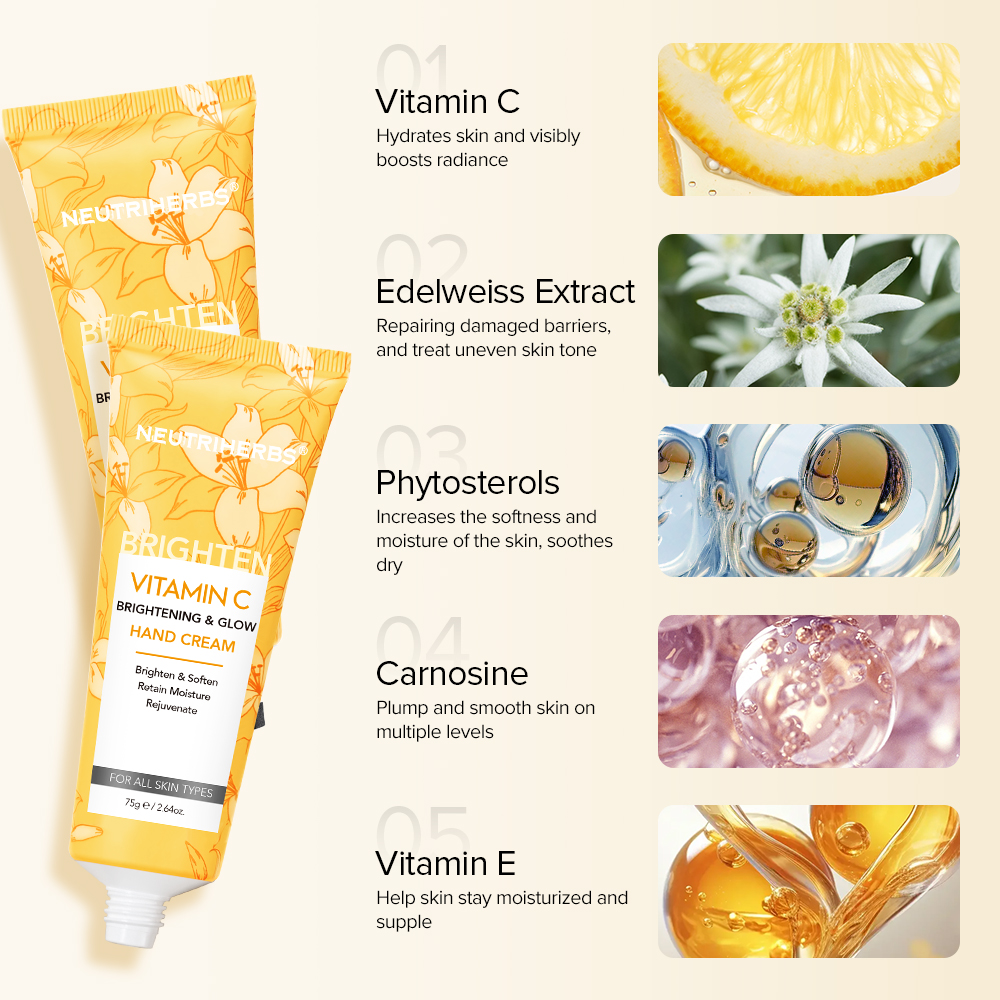 NEUTRIHERBS®
BRIGHTEN
BR
NEUTRIHERBS®
BRIGHTEN
VITAMIN C
BRIGHTENING & GLOW
HAND CREAM
Brighten & Soften
Retain Moisture
Rejuvenate
FOR ALL SKIN TYPES
75g ℮ / 2.64oz.
01
Vitamin C
Hydrates skin and visibly
boosts radiance
02
Edelweiss Extract
Repairing damaged barriers,
and treat uneven skin tone
03
Phytosterols
Increases the softness and
moisture of the skin, soothes
dry
04
Carnosine
Plump and smooth skin on
multiple levels
05
Vitamin E
Help skin stay moisturized and
supple